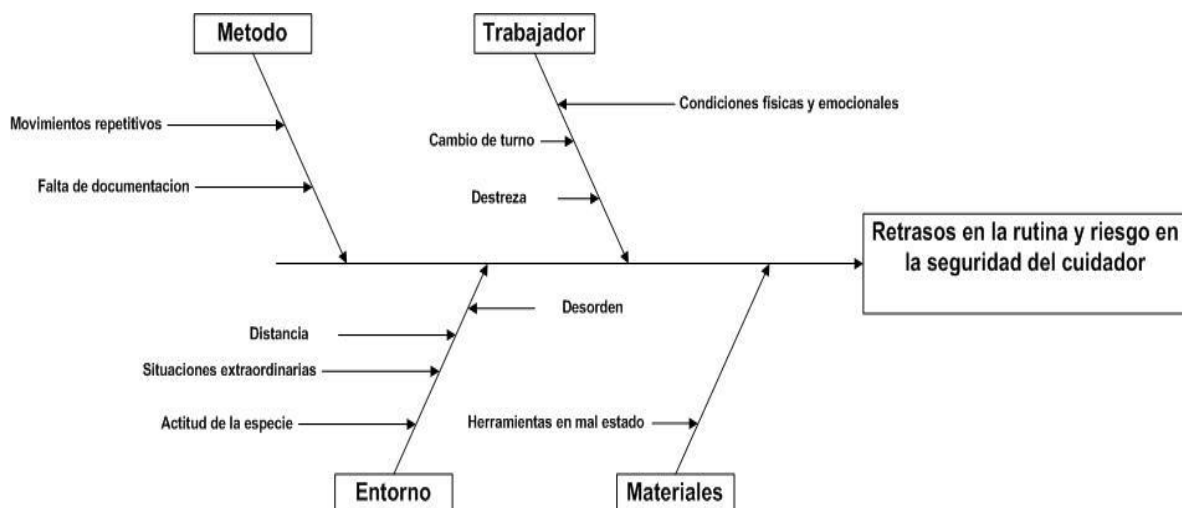 Metodo
Trabajador
Condiciones físicas y emocionales
Movimientos repetitivos
Cambio de turno
Falta de documentacion
Destreza
Retrasos en la rutina y riesgo en
la seguridad del cuidador
Desorden
Distancia
Situaciones extraordinarias
Actitud de la especie
Herramientas en mal estado
Entorno
Materiales